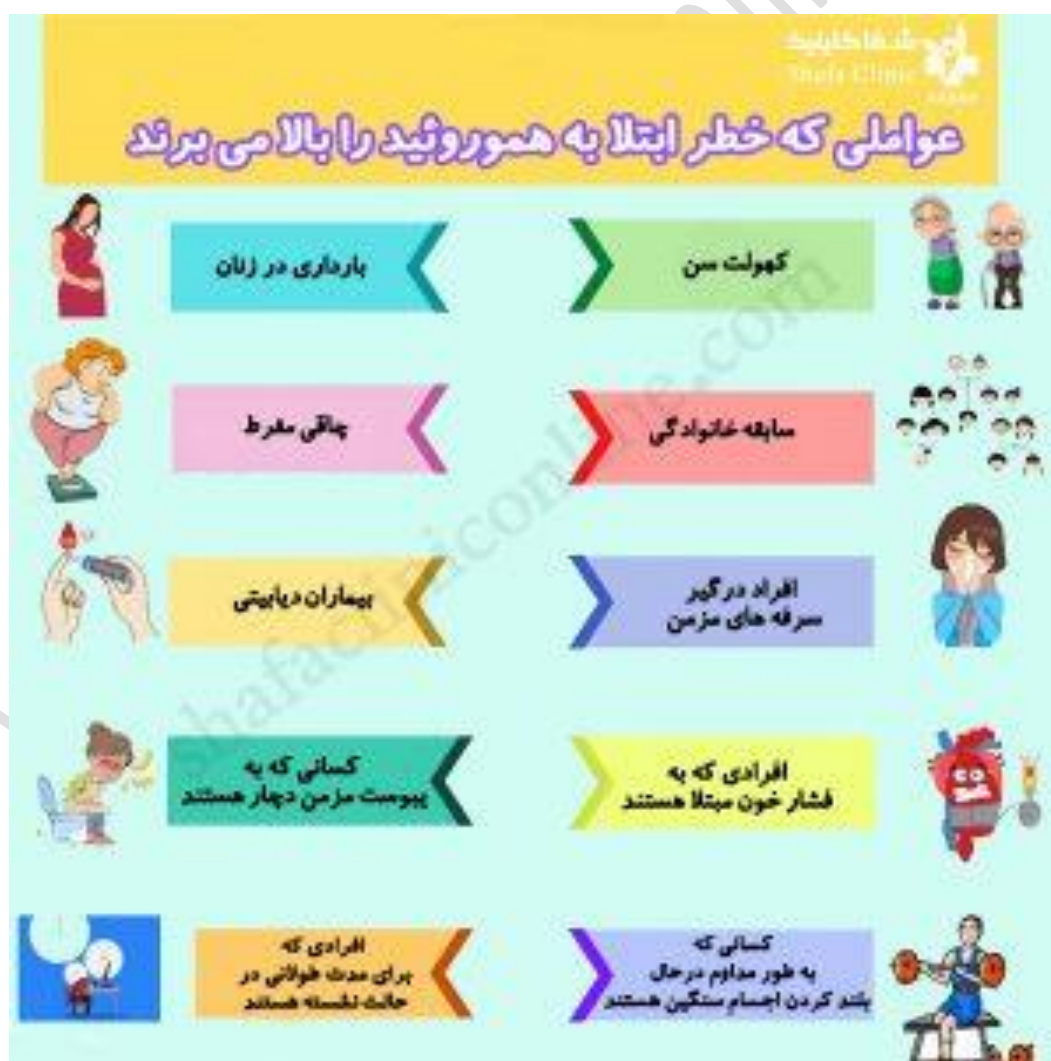 شفا کلینیک
Shafa Clinic
عواملی که خطر ابتلا به هموروئید را بالا می برند
کهولت سن
بارداری در زنان
سابقه خانوادگی
چاقی مفرط
افراد درگیر
سرفه های مزمن
بیماران دیابیتی
افرادی که به
فشار خون مبتلا هستند
کسانی که به
یبوست مزمن دچار هستند
کسانی که
به طور مداوم درحال
بلند کردن اجسام سنگین هستند
افرادی که
برای مدت طولانی در
حالت نشسته هستند
shafacliniconline.com